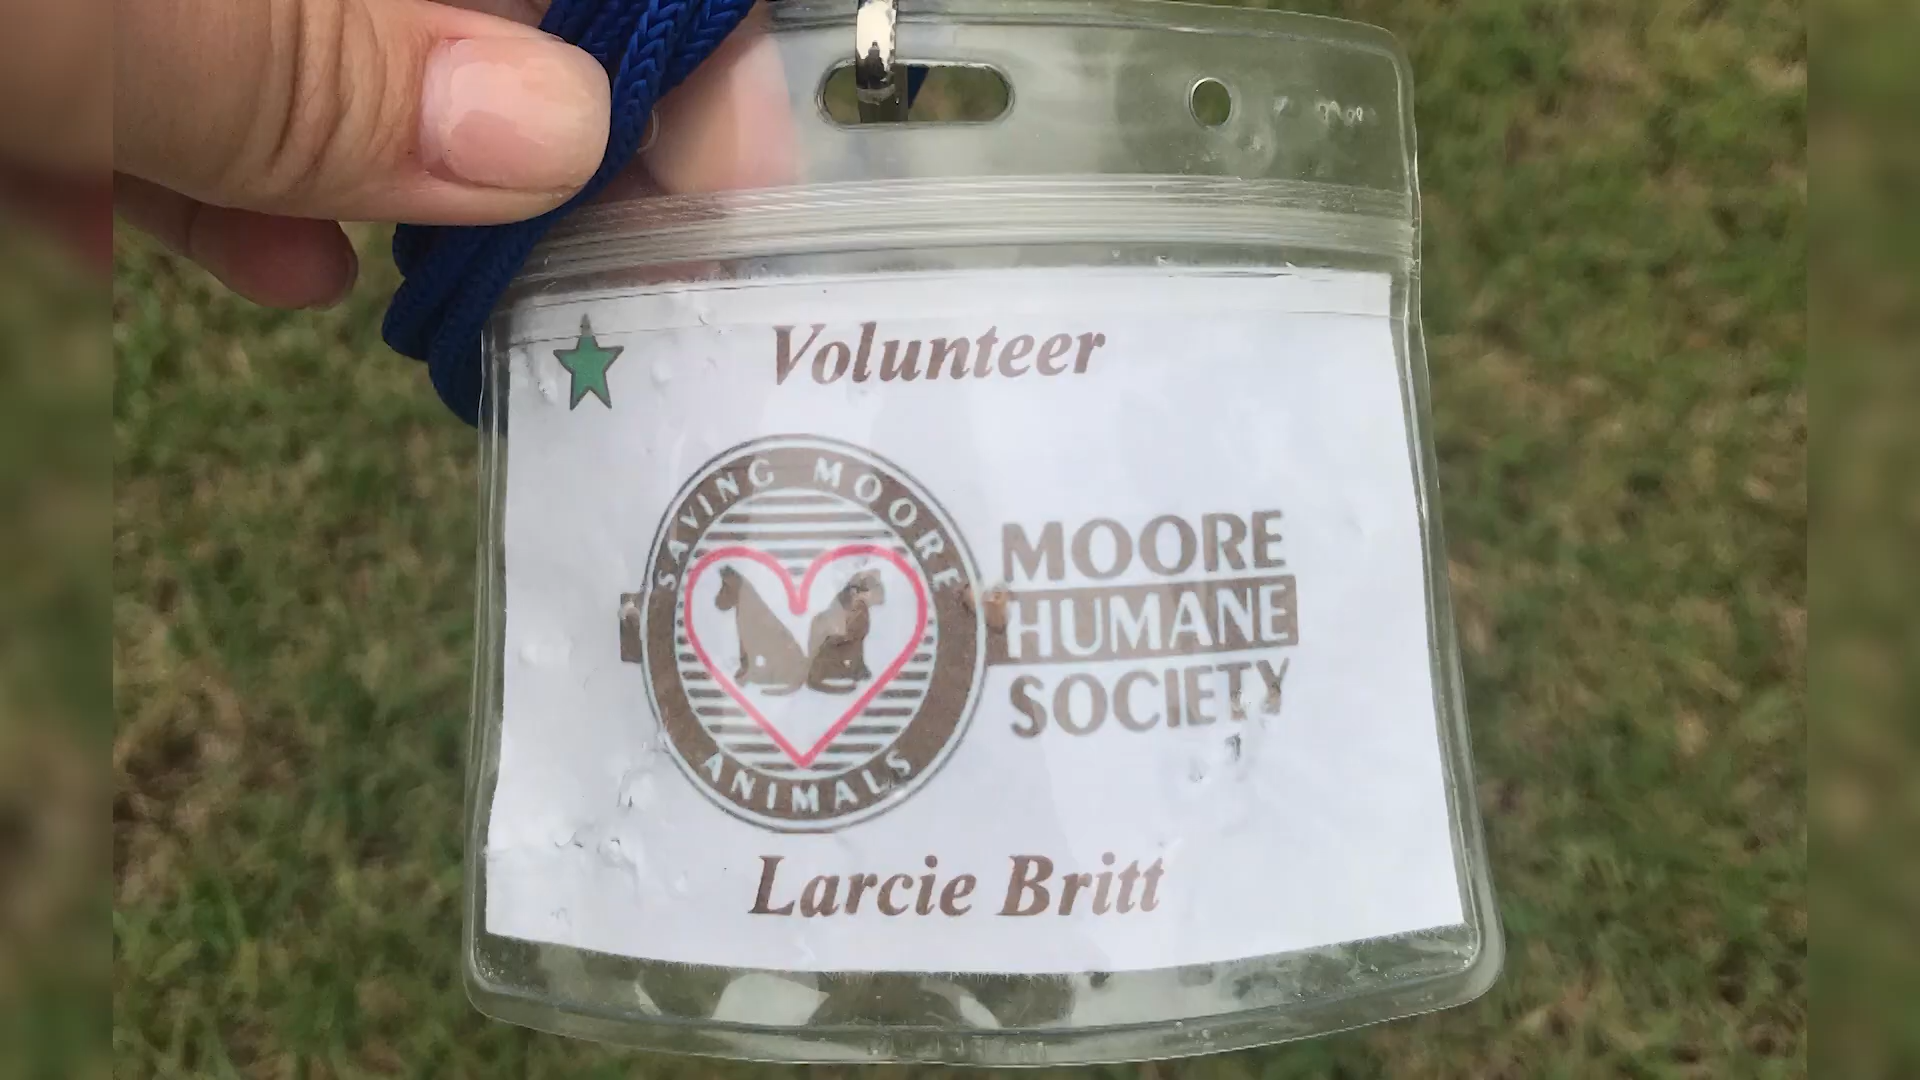 Volunteer
SAVING MOORE
ANIMALS
MOORE
HUMANE
SOCIETY
Larcie Britt